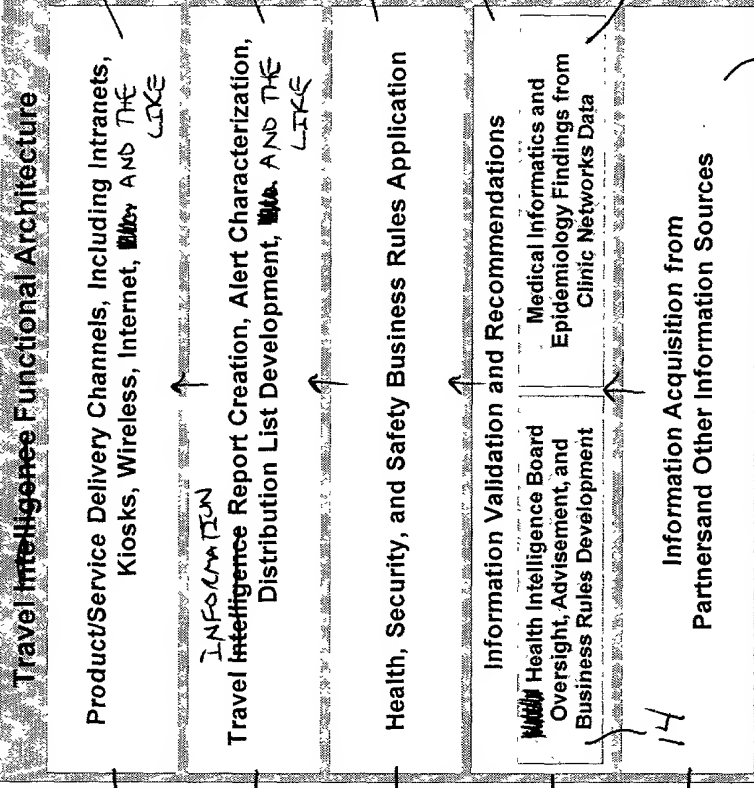 Travel Intelligence Functional Architecture
Product/Service Delivery Channels, Including Intranets,
Kiosks, Wireless, Internet, AND THE
LIKE
INFORMATION
Travel Intelligence Report Creation, Alert Characterization,
Distribution List Development, AND THE
LIKE
Health, Security, and Safety Business Rules Application
Information Validation and Recommendations
Health Intelligence Board
Oversight, Advisement, and
Business Rules Development
Medical Informatics and
Epidemiology Findings from
Clinic Networks Data
14
Information Acquisition from
Partnersand Other Information Sources